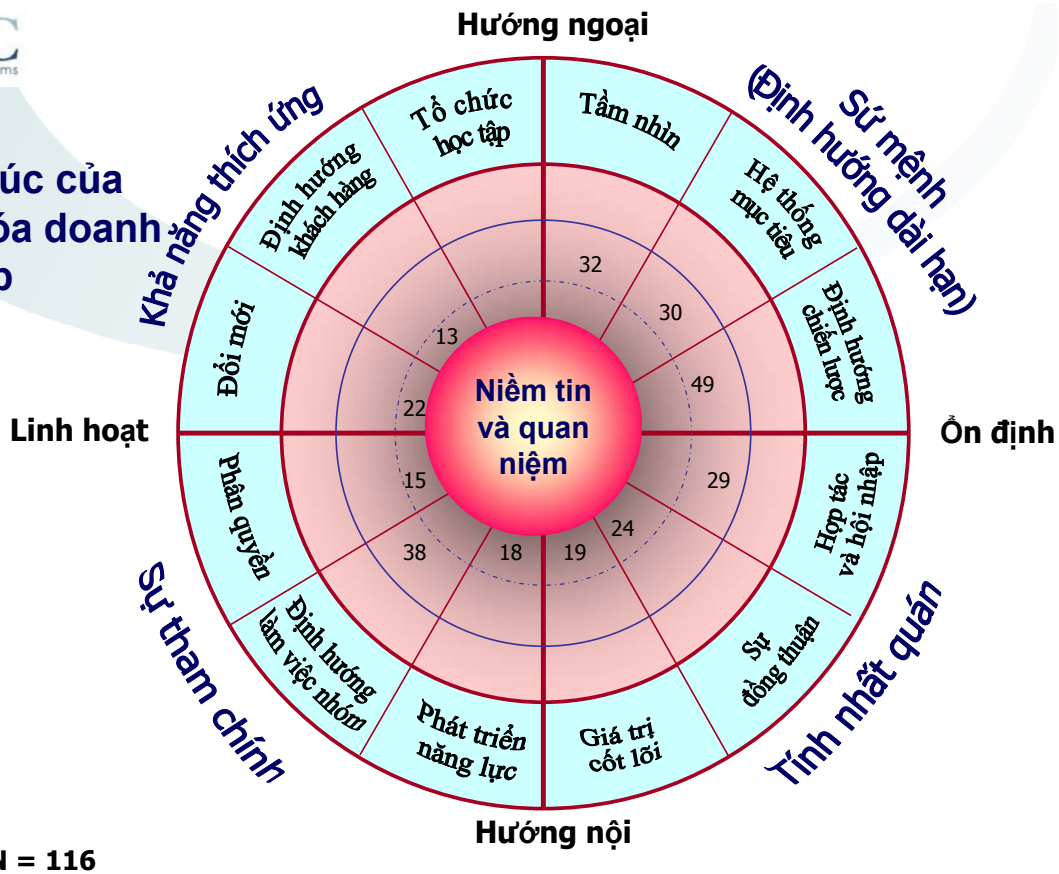 Hướng ngoại
C
ms
úc của
óa doanh
p
Khả năng thích ứng
Sứ mệnh
(Định hướng dài hạn)
Tổ chức
học tập
Tầm nhìn
Định hướng
khách hàng
Hệ thống
mục tiêu
Đổi mới
Định hướng
chiến lược
32
30
13
49
22
Niềm tin
và quan
niệm
Linh hoạt
Ổn định
15
29
38
18
19
24
Phân quyền
Hợp tác
và hội nhập
Định hướng
làm việc nhóm
Sự
đồng thuận
Phát triển
năng lực
Giá trị
cốt lõi
Sự tham chính
Tính nhất quán
Hướng nội
N = 116